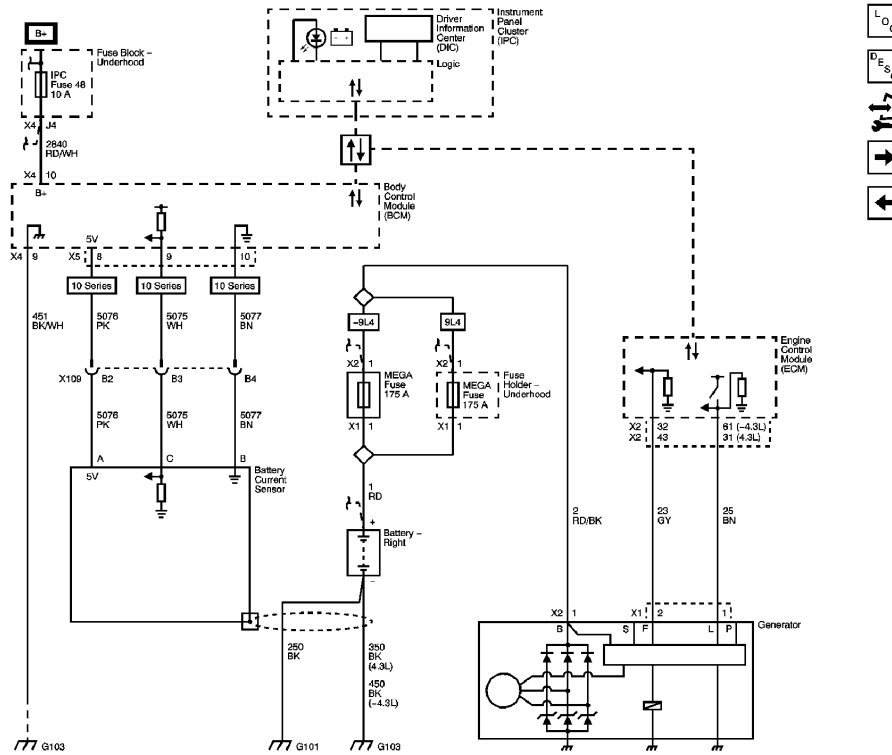 B+
Fuse Block –
Underhood
IPC
Fuse 48
10 A
X4 J4
2840
RD/WH
X4 10
B+
Driver
Information
Center
(DIC)
Logic
Instrument
Panel
Cluster
(IPC)
Body
Control
Module
(BCM)
5V
X4 9
X5 8
9
10
10 Series
10 Series
10 Series
451
BK/WH
5076
PK
5075
WH
5077
BN
X109
B2
B3
B4
5076
PK
5075
WH
5077
BN
A
C
B
5V
Battery
Current
Sensor
–9L4
9L4
X2 1
X2 1
MEGA
Fuse
175 A
MEGA
Fuse
175 A
Fuse
Holder –
Underhood
X1 1
X1 1
1
RD
+
Battery –
Right
–
250
BK
350
BK
(4.3L)
450
BK
(–4.3L)
G103
G101
G103
Engine
Control
Module
(ECM)
X2 32
X2 43
61 (–4.3L)
31 (4.3L)
2
RD/BK
23
GY
25
BN
X2 1
X1 2
1
B
S
F
L
P
Generator